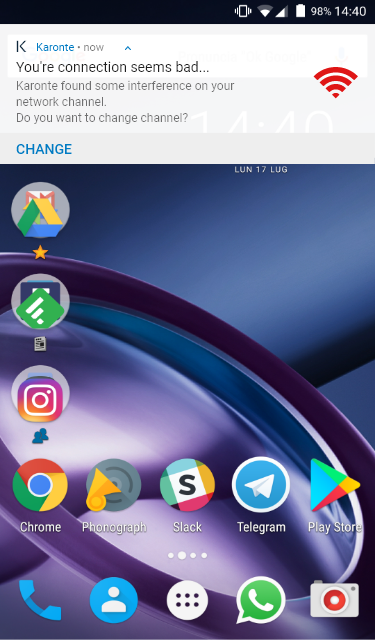 98% 14:40
Karonte • now
You're connection seems bad...
Karonte found some interference on your
network channel.
Do you want to change channel?
14:40
CHANGE
LUN 17 LUG
Chrome
Phonograph
Slack
Telegram
Play Store